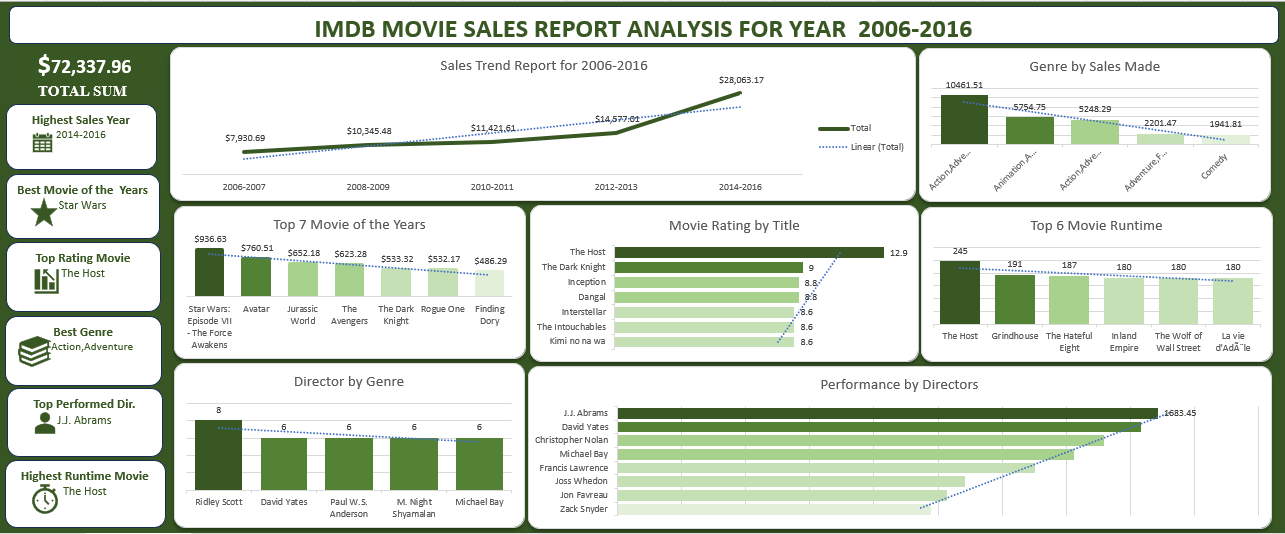 IMDB MOVIE SALES REPORT ANALYSIS FOR YEAR 2006-2016
$72,337.96
TOTAL SUM
Highest Sales Year
2014-2016
Best Movie of the Years
Star Wars
Top Rating Movie
The Host
Best Genre
Action,Adventure
Top Performed Dir.
J.J. Abrams
Highest Runtime Movie
The Host
Sales Trend Report for 2006-2016
$7,930.69
$10,345.48
$11,421.61
$14,577.01
$28,063.17
2006-2007
2008-2009
2010-2011
2012-2013
2014-2016
Total
Linear (Total)
Genre by Sales Made
10461.51
5754.75
5248.29
2201.47
1941.81
Action,Adve...
Animation,A...
Action,Adve...
Adventure,F...
Comedy
Top 7 Movie of the Years
$936.63
$760.51
$652.18
$623.28
$533.32
$532.17
$486.29
Star Wars:
Episode VII
- The Force
Awakens
Avatar
Jurassic
World
The
Avengers
The Dark
Knight
Rogue One
Finding
Dory
Movie Rating by Title
The Host
12.9
The Dark Knight
9
Inception
8.8
Dangal
8.8
Interstellar
8.6
The Intouchables
8.6
Kimi no na wa
8.6
Top 6 Movie Runtime
245
191
187
180
180
180
The Host
Grindhouse
The Hateful
Eight
Inland
Empire
The Wolf of
Wall Street
La vie
d'AdÃ¨le
Director by Genre
8
6
6
6
6
Ridley Scott
David Yates
Paul W.S.
Anderson
M. Night
Shyamalan
Michael Bay
Performance by Directors
J.J. Abrams
1683.45
David Yates
Christopher Nolan
Michael Bay
Francis Lawrence
Joss Whedon
Jon Favreau
Zack Snyder